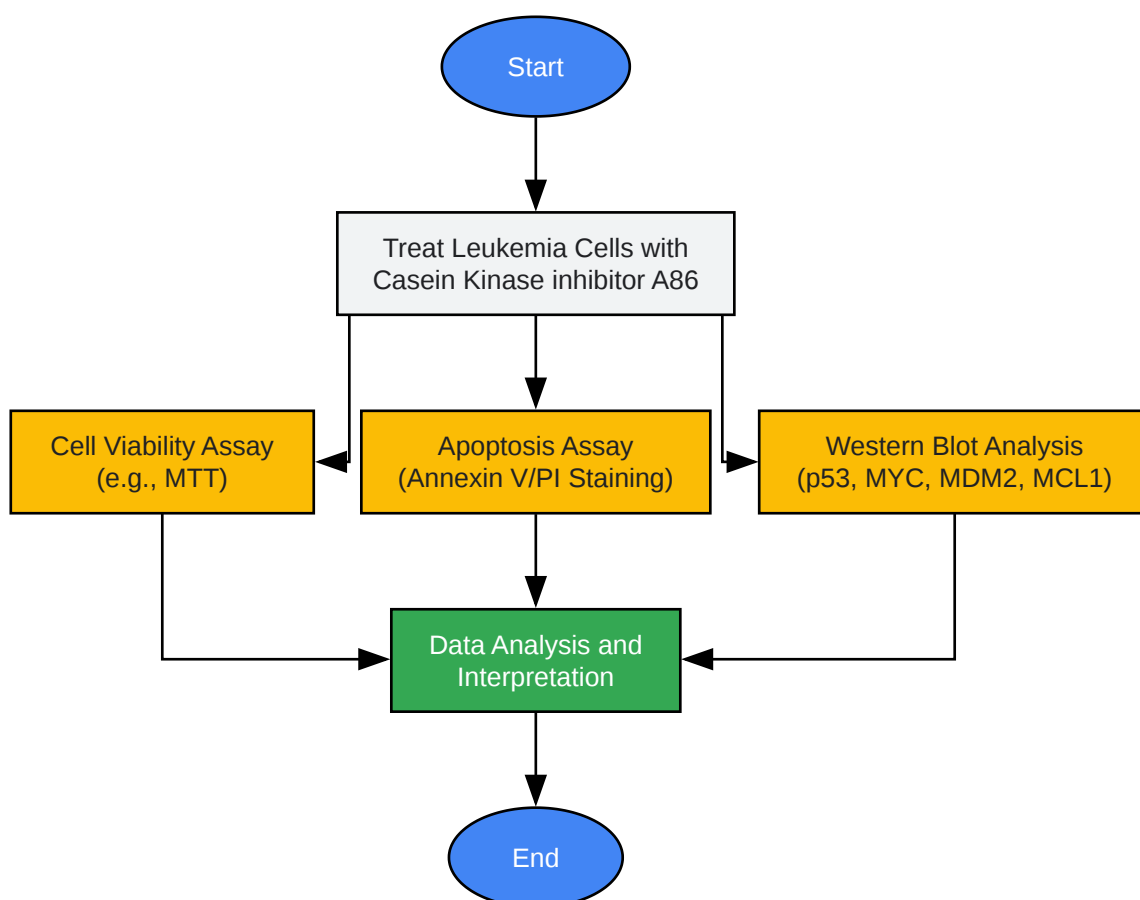 Start
Treat Leukemia Cells with
Casein Kinase inhibitor A86
Cell Viability Assay
(e.g., MTT)
Apoptosis Assay
(Annexin V/PI Staining)
Western Blot Analysis
(p53, MYC, MDM2, MCL1)
Data Analysis and
Interpretation
End